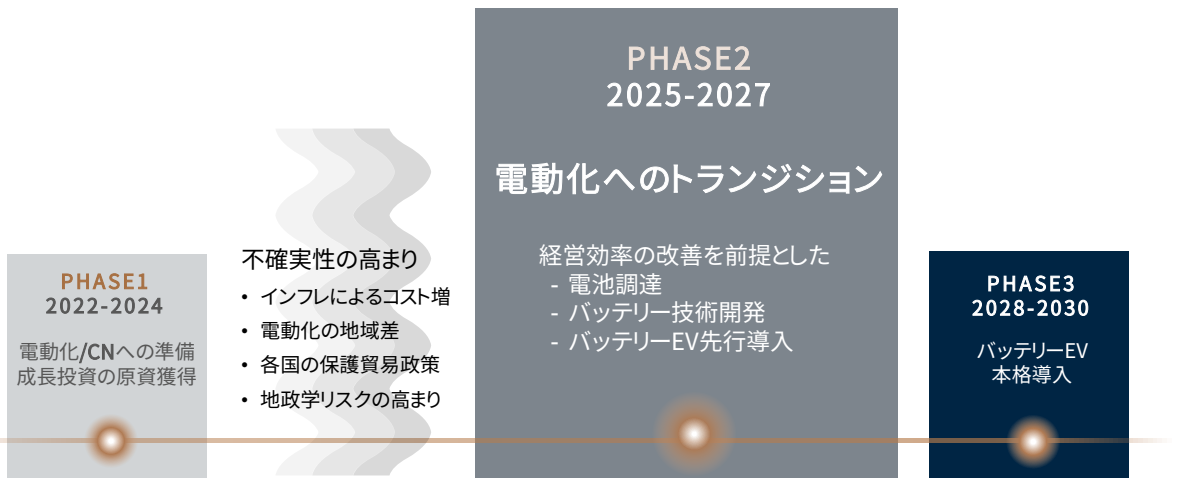 PHASE1
2022-2024
電動化/CNへの準備
成長投資の原資獲得
不確実性の高まり
• インフレによるコスト増
• 電動化の地域差
• 各国の保護貿易政策
• 地政学リスクの高まり
PHASE2
2025-2027
電動化へのトランジション
経営効率の改善を前提とした
- 電池調達
- バッテリー技術開発
- バッテリーEV先行導入
PHASE3
2028-2030
バッテリーEV
本格導入